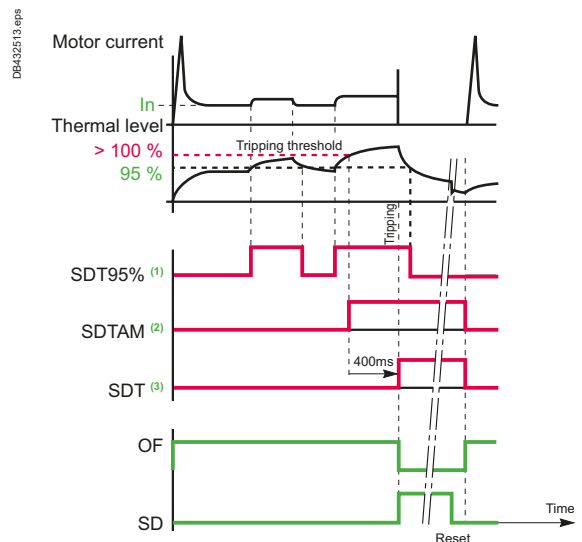 DB432513.eps
Motor current
In
Thermal level
> 100 %
Tripping threshold
95 %
Tripping
SDT95% (1)
SDTAM (2)
400ms
SDT (3)
OF
Time
SD
Reset